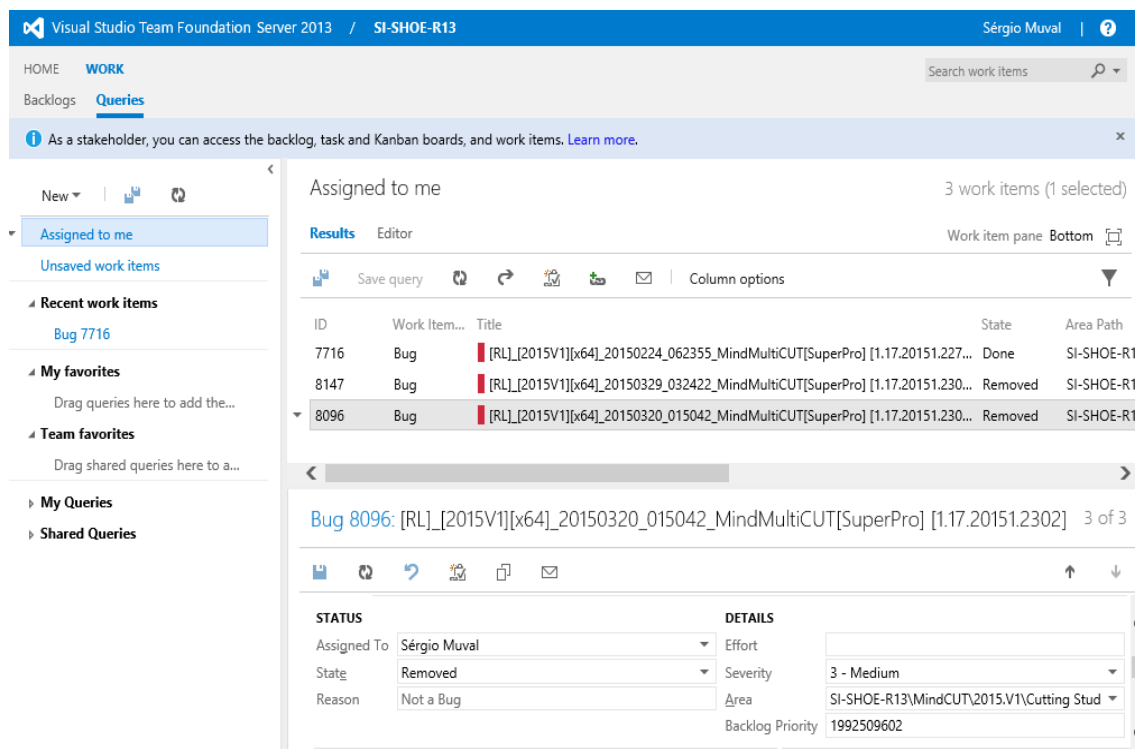 Visual Studio Team Foundation Server 2013 / SI-SHOE-R13 Sérgio Muval | ?
HOME WORK Search work items
Backlogs Queries
As a stakeholder, you can access the backlog, task and Kanban boards, and work items. Learn more. ×
New
Assigned to me
Unsaved work items
Recent work items
Bug 7716
My favorites
Drag queries here to add the...
Team favorites
Drag shared queries here to a...
My Queries
Shared Queries
Assigned to me 3 work items (1 selected)
Results Editor Work item pane Bottom
Save query Column options
ID Work Item... Title State Area Path
7716 Bug [RL]_[2015V1][x64]_20150224_062355_MindMultiCUT[SuperPro] [1.17.20151.227... Done SI-SHOE-R1
8147 Bug [RL]_[2015V1][x64]_20150329_032422_MindMultiCUT[SuperPro] [1.17.20151.230... Removed SI-SHOE-R1
8096 Bug [RL]_[2015V1][x64]_20150320_015042_MindMultiCUT[SuperPro] [1.17.20151.230... Removed SI-SHOE-R1
Bug 8096: [RL]_[2015V1][x64]_20150320_015042_MindMultiCUT[SuperPro] [1.17.20151.2302] 3 of 3
STATUS DETAILS
Assigned To Sérgio Muval Effort
State Removed Severity 3 - Medium
Reason Not a Bug Area SI-SHOE-R13\MindCUT\2015.V1\Cutting Stud
Backlog Priority 1992509602